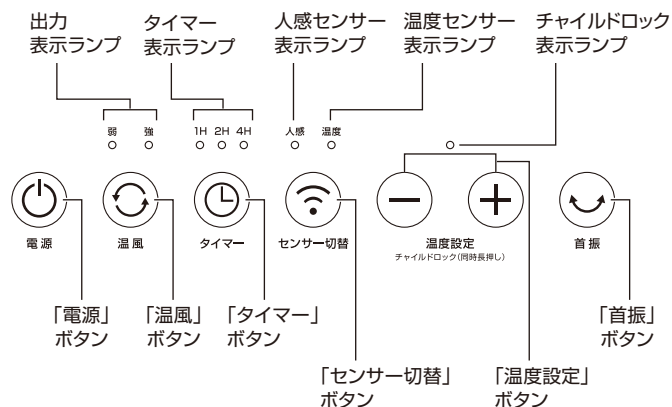 出力
表示ランプ
タイマー
表示ランプ
人感センサー
表示ランプ
温度センサー
表示ランプ
チャイルドロック
表示ランプ
弱 強
1H 2H 4H
人感 温度
電源
温風
タイマー
センサー切替
温度設定
チャイルドロック(同時長押し)
首振
「電源」
ボタン
「温風」
ボタン
「タイマー」
ボタン
「センサー切替」
ボタン
「温度設定」
ボタン
「首振」
ボタン